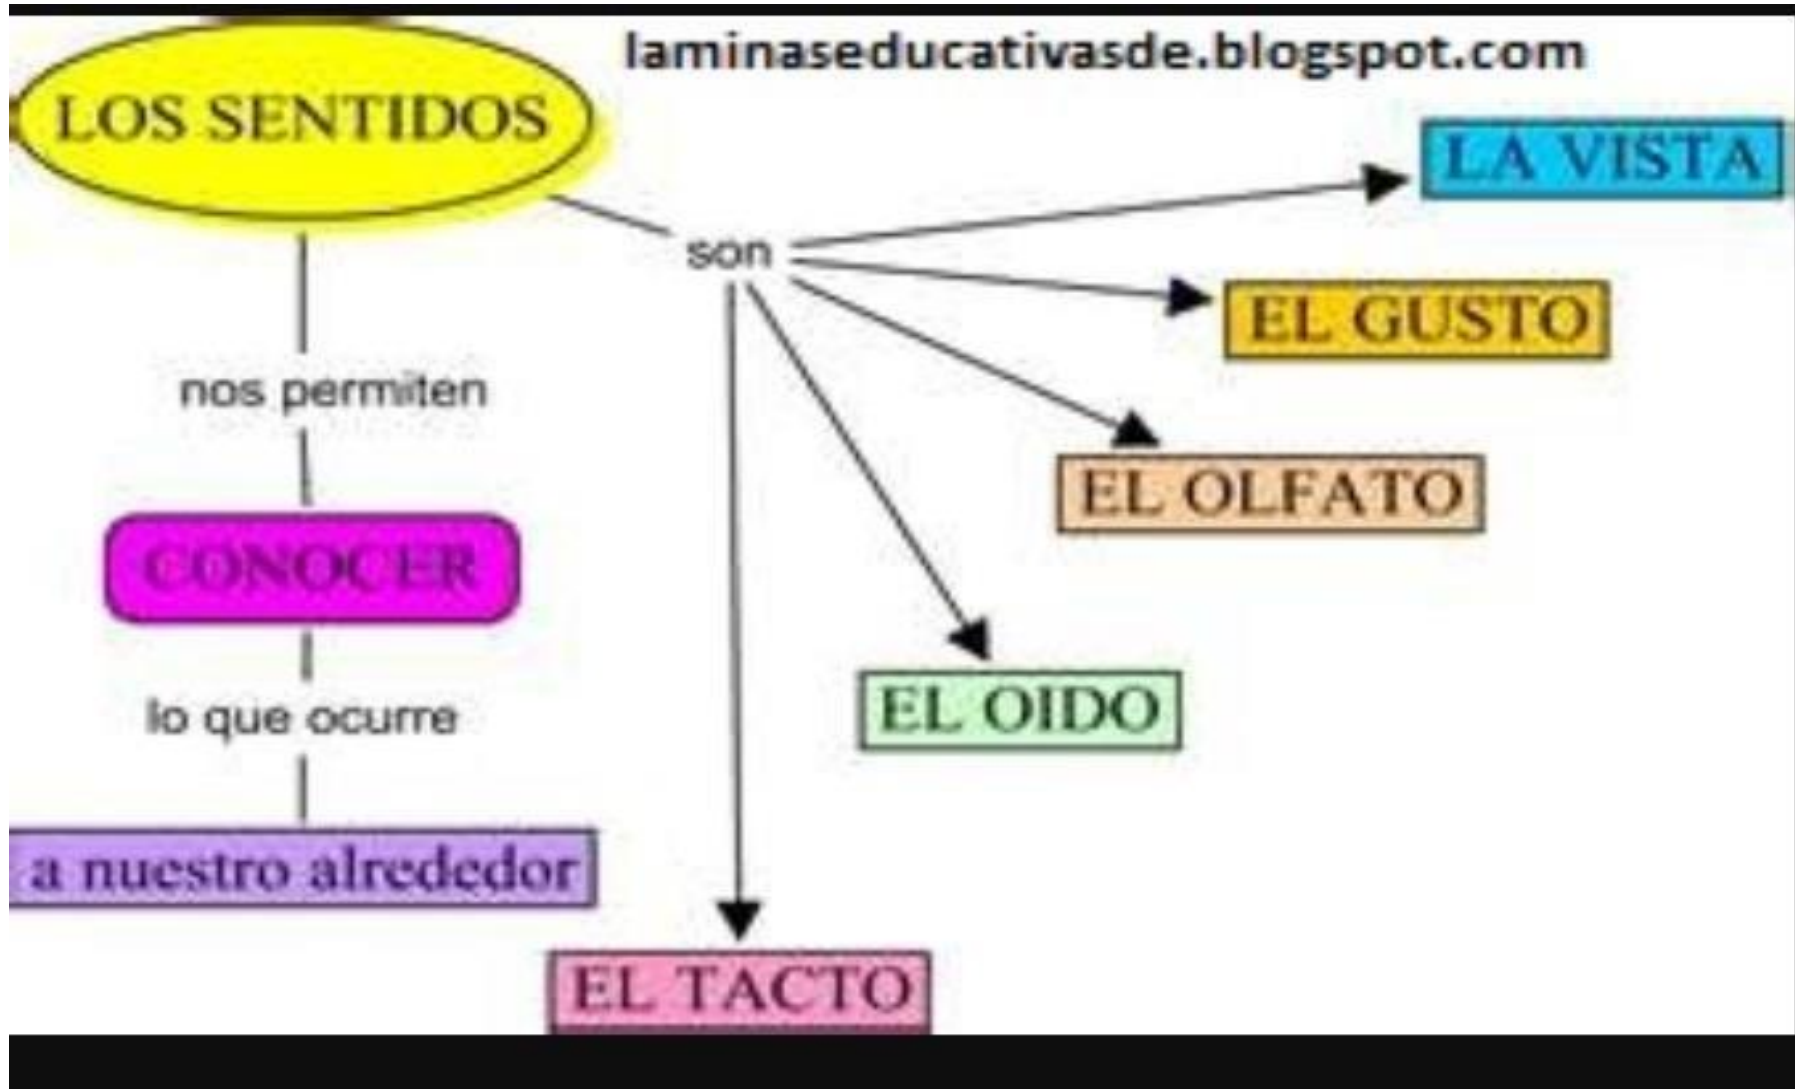 laminaseducativasde.blogspot.com
LOS SENTIDOS
son
LA VISTA
EL GUSTO
EL OLFATO
EL OIDO
EL TACTO
nos permiten
CONOCER
lo que ocurre
a nuestro alrededor